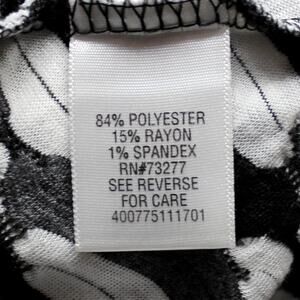 84% POLYESTER
15% RAYON
1% SPANDEX
RN#73277
SEE REVERSE
FOR CARE
400775111701